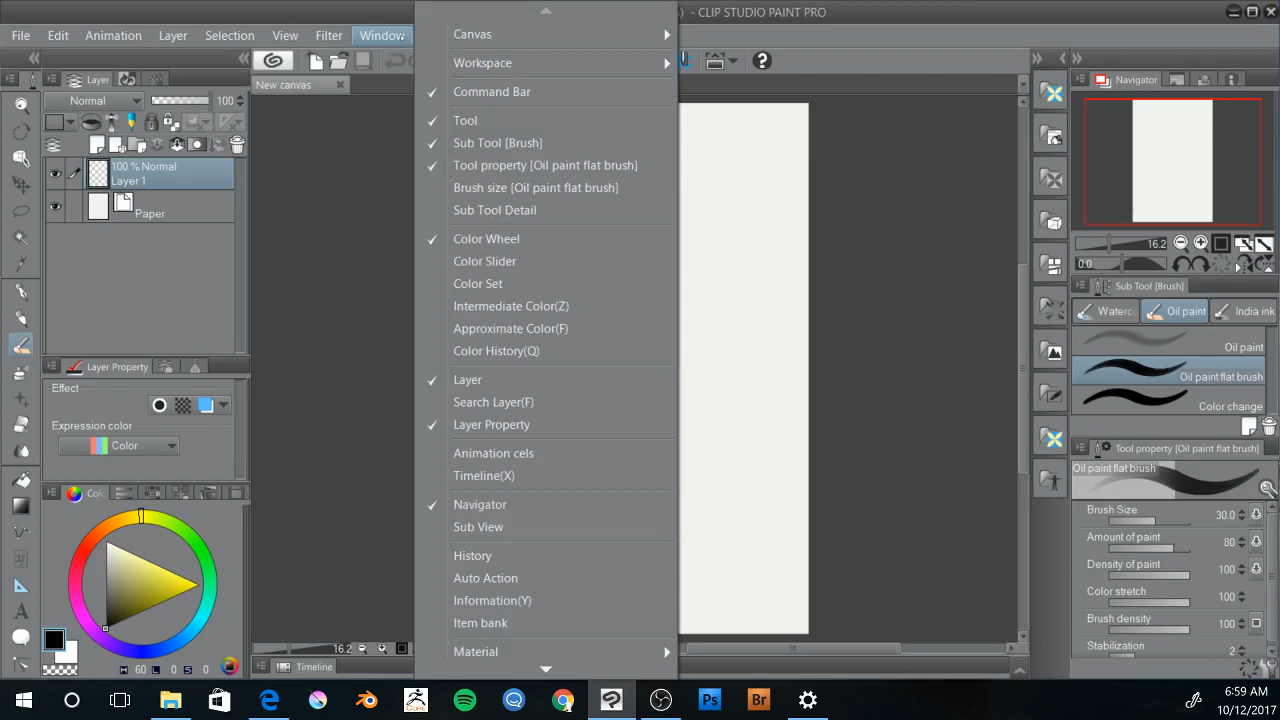 ) - CLIP STUDIO PAINT PRO
File Edit Animation Layer Selection View Filter Window
New canvas
Layer
Normal 100
100 % Normal
Layer 1
Paper
Layer Property
Effect
Expression color
Color
Col
H 60 L 0 S 0
Canvas
Workspace
Command Bar
Tool
Sub Tool [Brush]
Tool property [Oil paint flat brush]
Brush size [Oil paint flat brush]
Sub Tool Detail
Color Wheel
Color Slider
Color Set
Intermediate Color(Z)
Approximate Color(F)
Color History(Q)
Layer
Search Layer(F)
Layer Property
Animation cels
Timeline(X)
Navigator
Sub View
History
Auto Action
Information(Y)
Item bank
Material
16.2
Timeline
Navigator
16.2
0.0
Sub Tool [Brush]
Waterc Oil paint India ink
Oil paint
Oil paint flat brush
Color change
Tool property [Oil paint flat brush]
Oil paint flat brush
Brush Size 30.0
Amount of paint 80
Density of paint 100
Color stretch 100
Brush density 100
Stabilization 2
Ps Br
6:59 AM
10/12/2017